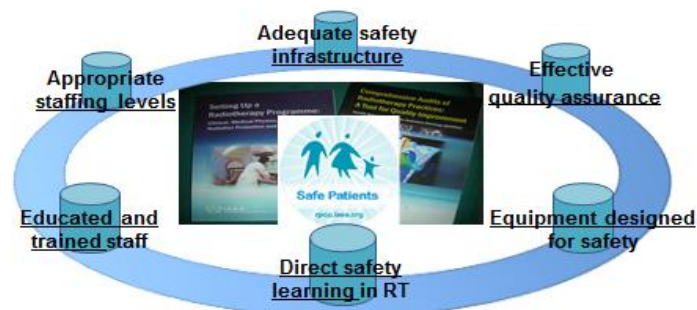 Adequate safety
infrastructure
Appropriate
staffing levels
Effective
quality assurance
Setting Up a
Radiotherapy Programme:
Comprehensive Audits of
Radiotherapy Practices:
A Tool for Quality Improvement
Safe Patients
rpop.iaea.org
Educated and
trained staff
Equipment designed
for safety
Direct safety
learning in RT